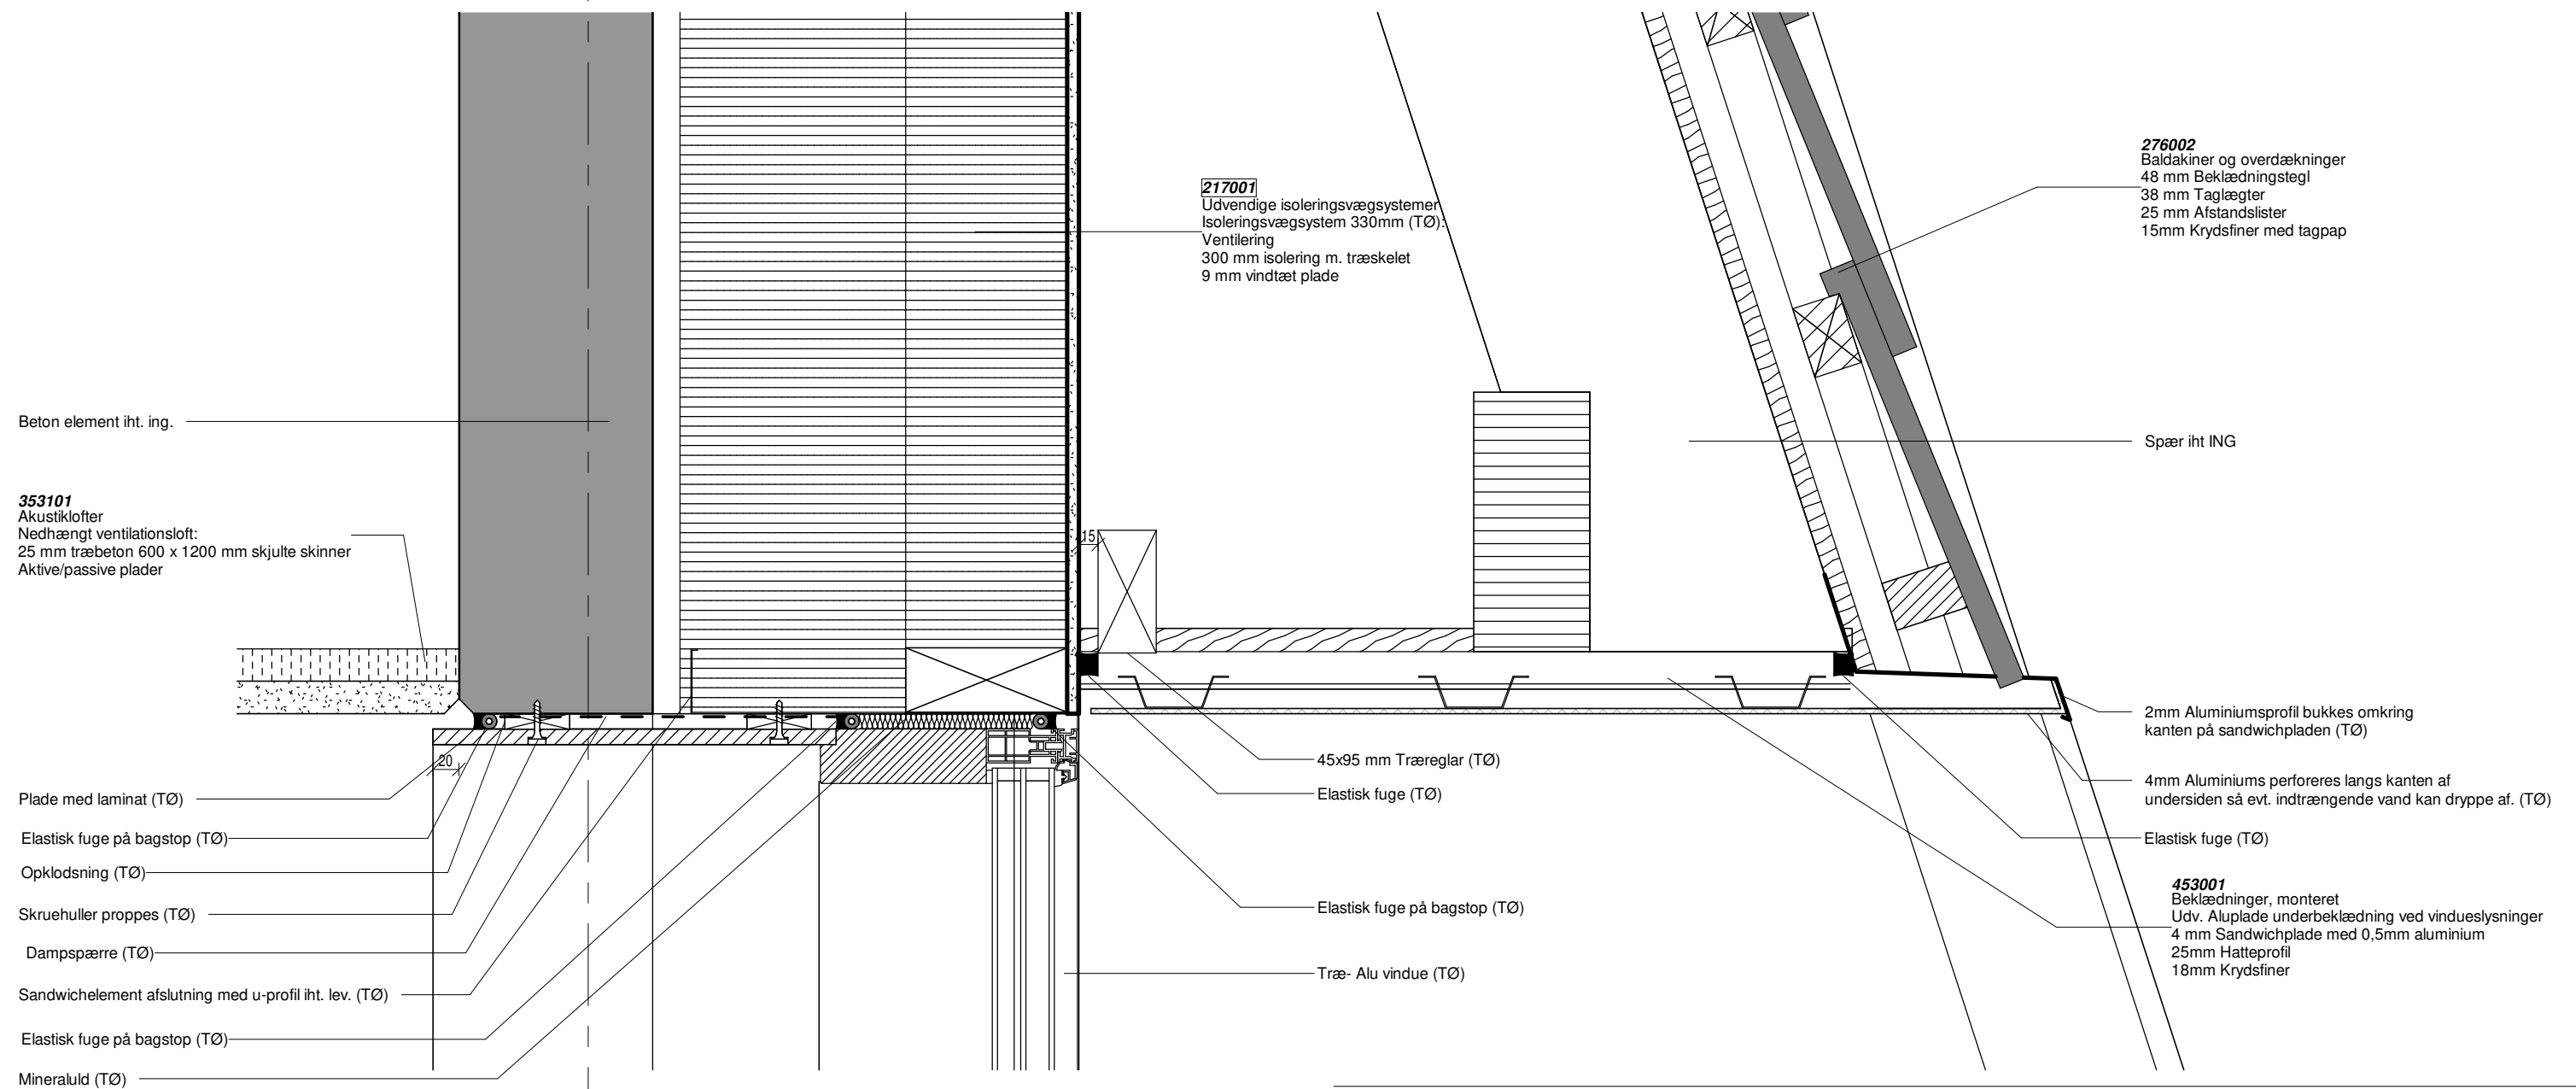 217001
Udvendige isoleringsvægsystemer
Isoleringsvægsystem 330mm (TØ):
Ventilering
300 mm isolering m. træskelet
9 mm vindtæt plade
276002
Baldakiner og overdækninger
48 mm Beklædningstegl
38 mm Taglægter
25 mm Afstandslister
15mm Krydsfiner med tagpap
Beton element iht. ing.
Spær iht ING
353101
Akustiklofter
Nedhængt ventilationsloft:
25 mm træbeton 600 x 1200 mm skjulte skinner
Aktive/passive plader
15
20
Plade med laminat (TØ)
Elastisk fuge på bagstop (TØ)
Opklodsning (TØ)
Skruehuller proppes (TØ)
Dampspærre (TØ)
Sandwichelement afslutning med u-profil iht. lev. (TØ)
Elastisk fuge på bagstop (TØ)
Mineraluld (TØ)
45x95 mm Træreglar (TØ)
Elastisk fuge (TØ)
Elastisk fuge på bagstop (TØ)
Træ- Alu vindue (TØ)
2mm Aluminiumsprofil bukkes omkring
kanten på sandwichpladen (TØ)
4mm Aluminiums perforeres langs kanten af
undersiden så evt. indtrængende vand kan dryppe af. (TØ)
Elastisk fuge (TØ)
453001
Beklædninger, monteret
Udv. Aluplade underbeklædning ved vindueslysninger
4 mm Sandwichplade med 0,5mm aluminium
25mm Hatteprofil
18mm Krydsfiner